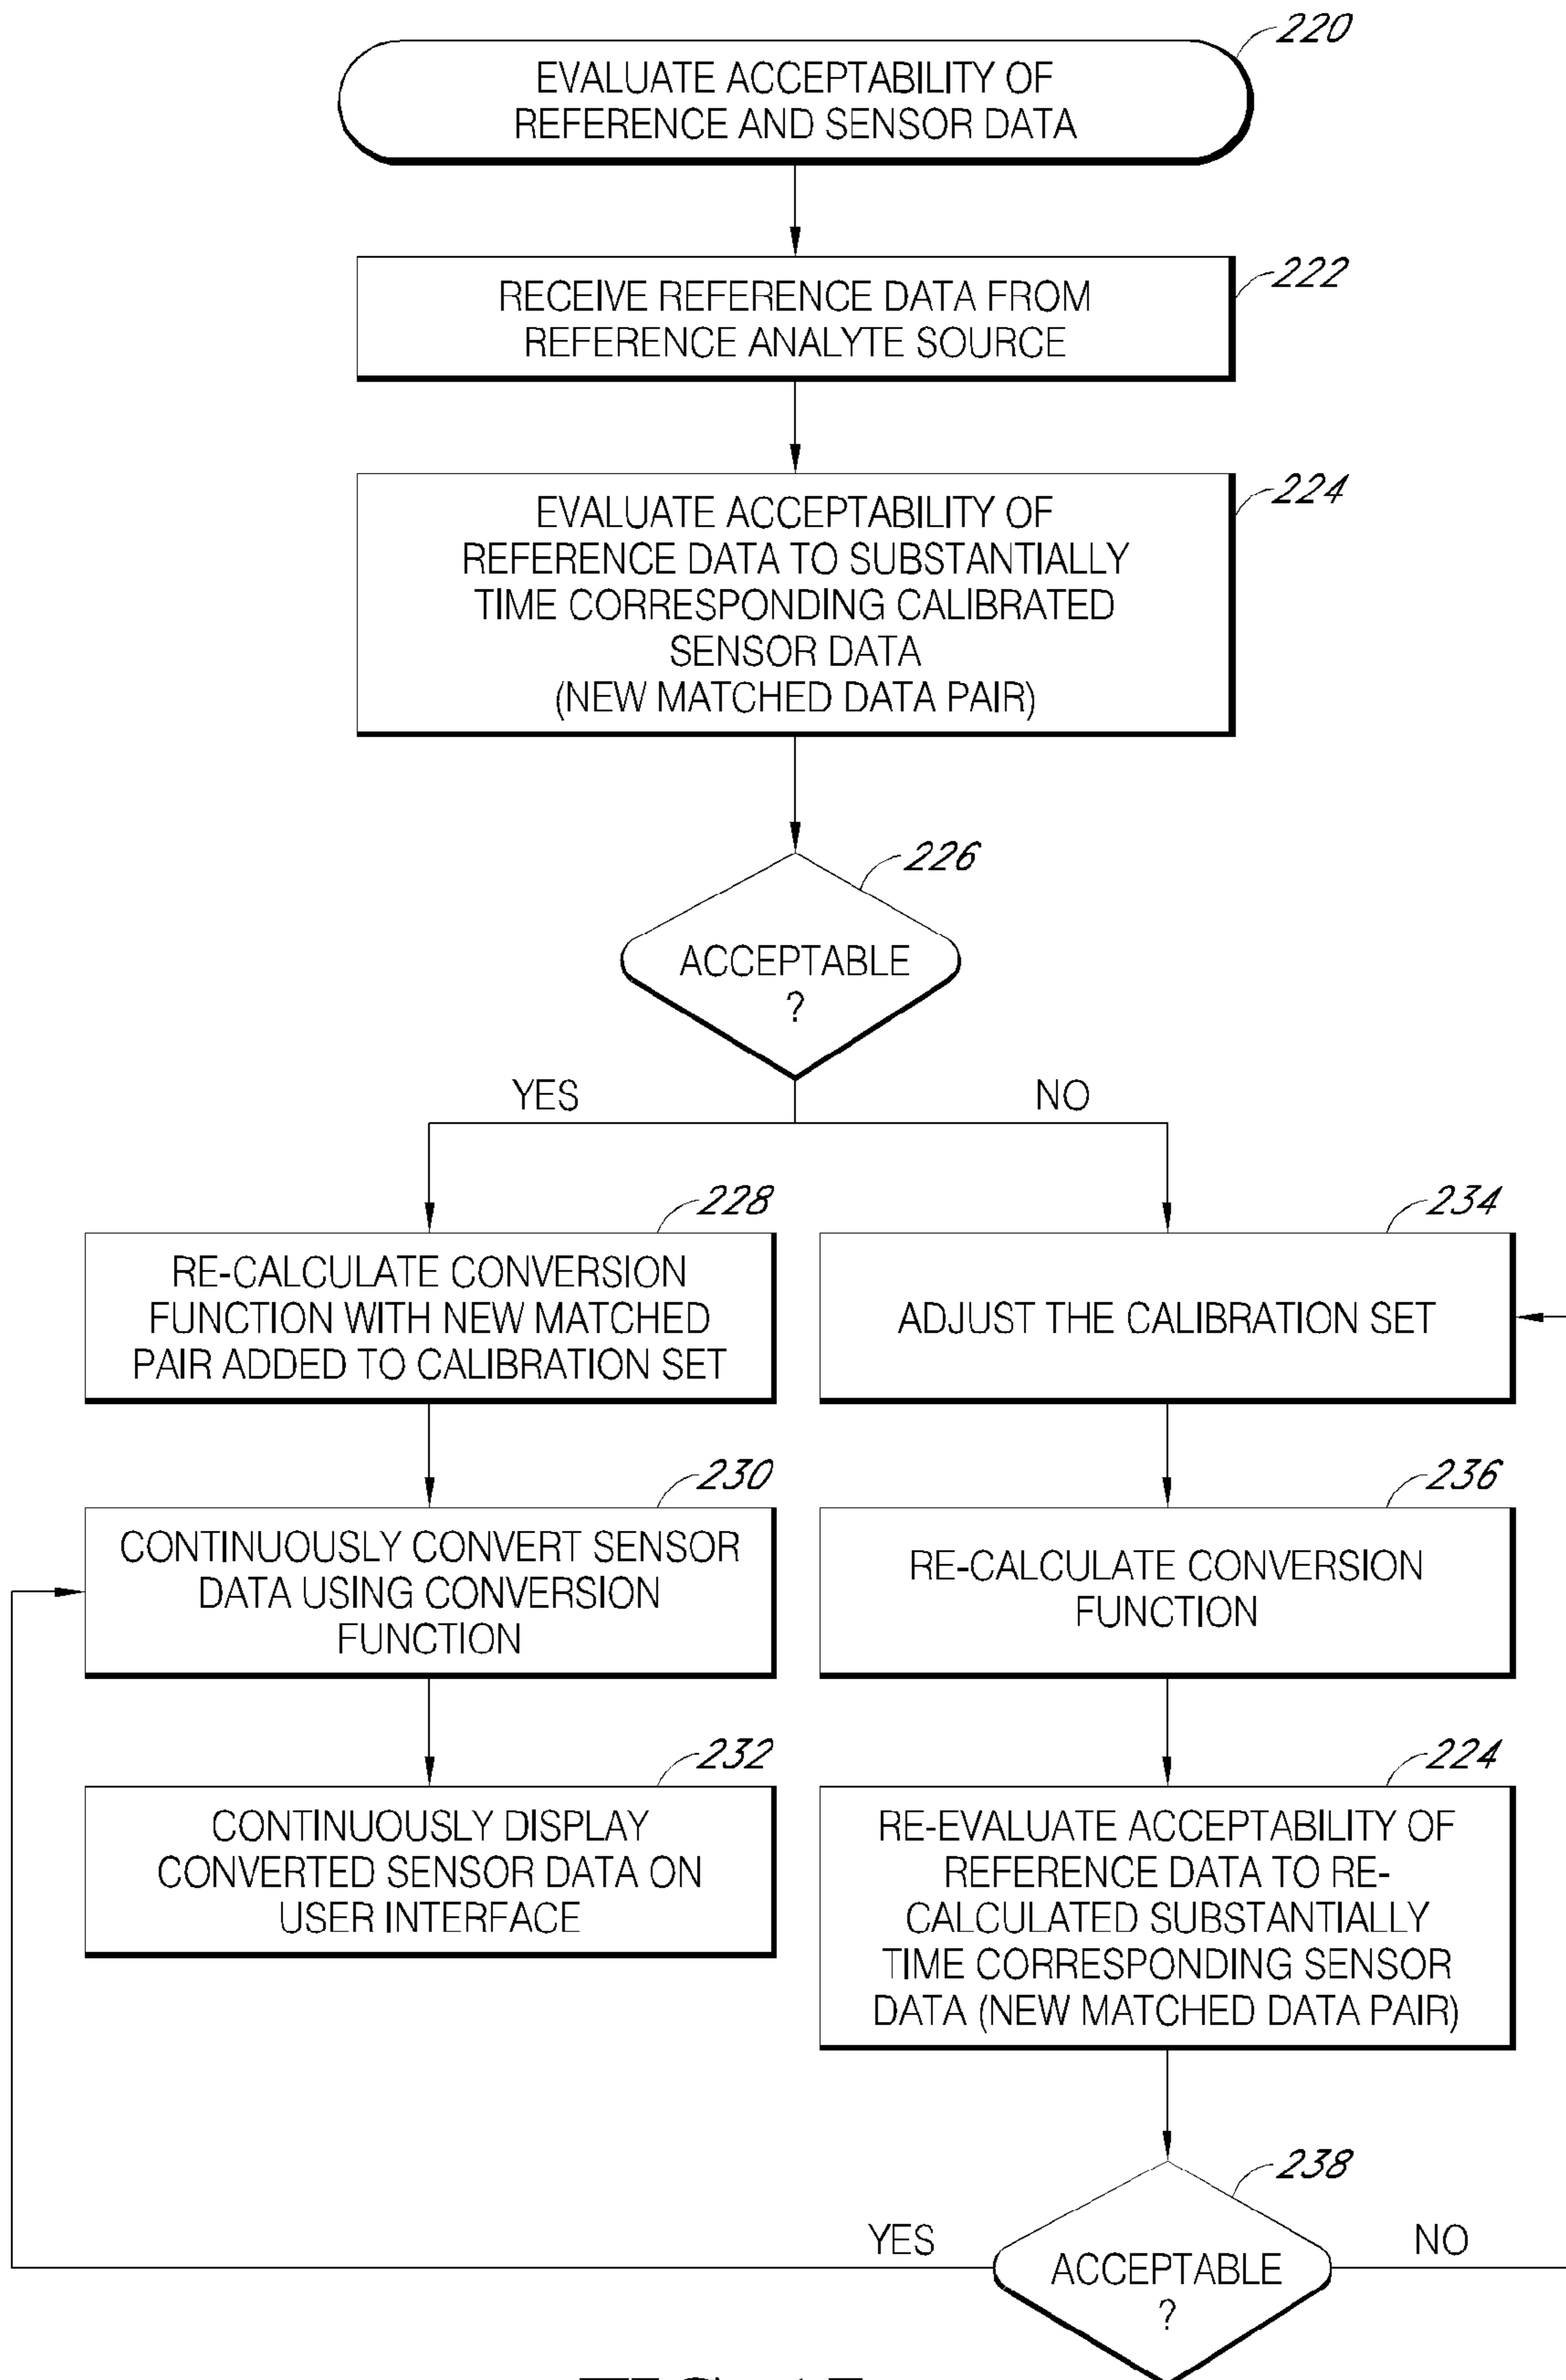 220
EVALUATE ACCEPTABILITY OF
REFERENCE AND SENSOR DATA
222
RECEIVE REFERENCE DATA FROM
REFERENCE ANALYTE SOURCE
224
EVALUATE ACCEPTABILITY OF
REFERENCE DATA TO SUBSTANTIALLY
TIME CORRESPONDING CALIBRATED
SENSOR DATA
(NEW MATCHED DATA PAIR)
226
ACCEPTABLE
?
YES
NO
228
RE-CALCULATE CONVERSION
FUNCTION WITH NEW MATCHED
PAIR ADDED TO CALIBRATION SET
234
ADJUST THE CALIBRATION SET
230
CONTINUOUSLY CONVERT SENSOR
DATA USING CONVERSION
FUNCTION
236
RE-CALCULATE CONVERSION
FUNCTION
232
CONTINUOUSLY DISPLAY
CONVERTED SENSOR DATA ON
USER INTERFACE
224
RE-EVALUATE ACCEPTABILITY OF
REFERENCE DATA TO RE-
CALCULATED SUBSTANTIALLY
TIME CORRESPONDING SENSOR
DATA (NEW MATCHED DATA PAIR)
238
YES
ACCEPTABLE
?
NO